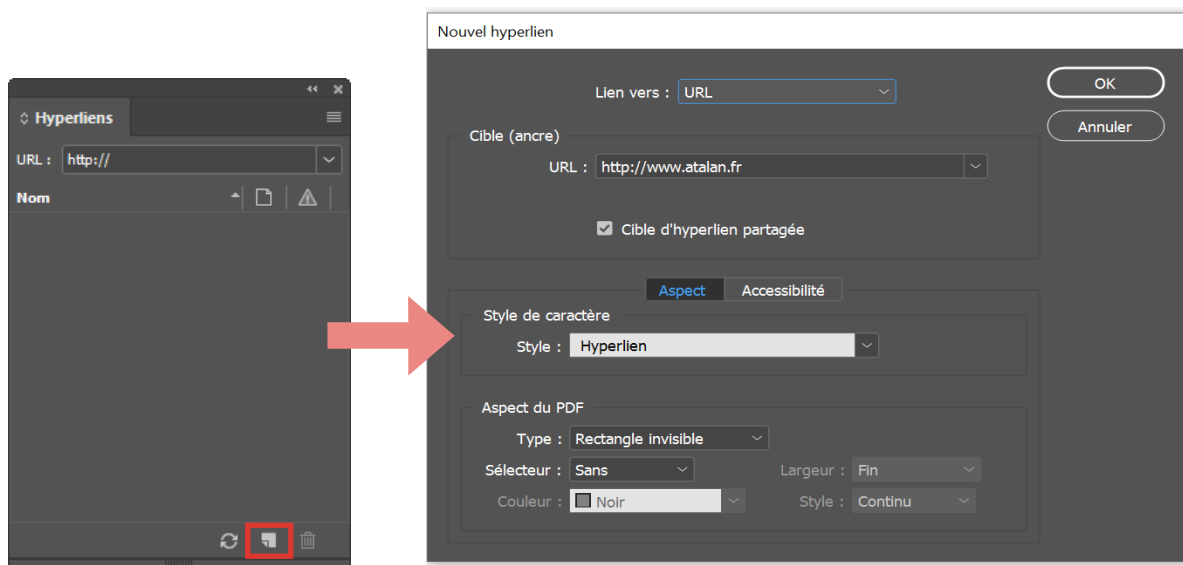 Hyperliens
URL : http://
Nom
Nouvel hyperlien
Lien vers : URL
OK
Annuler
Cible (ancre)
URL : http://www.atalan.fr
Cible d'hyperlien partagée
Aspect Accessibilité
Style de caractère
Style : Hyperlien
Aspect du PDF
Type : Rectangle invisible
Sélecteur : Sans Largeur : Fin
Couleur : Noir Style : Continu